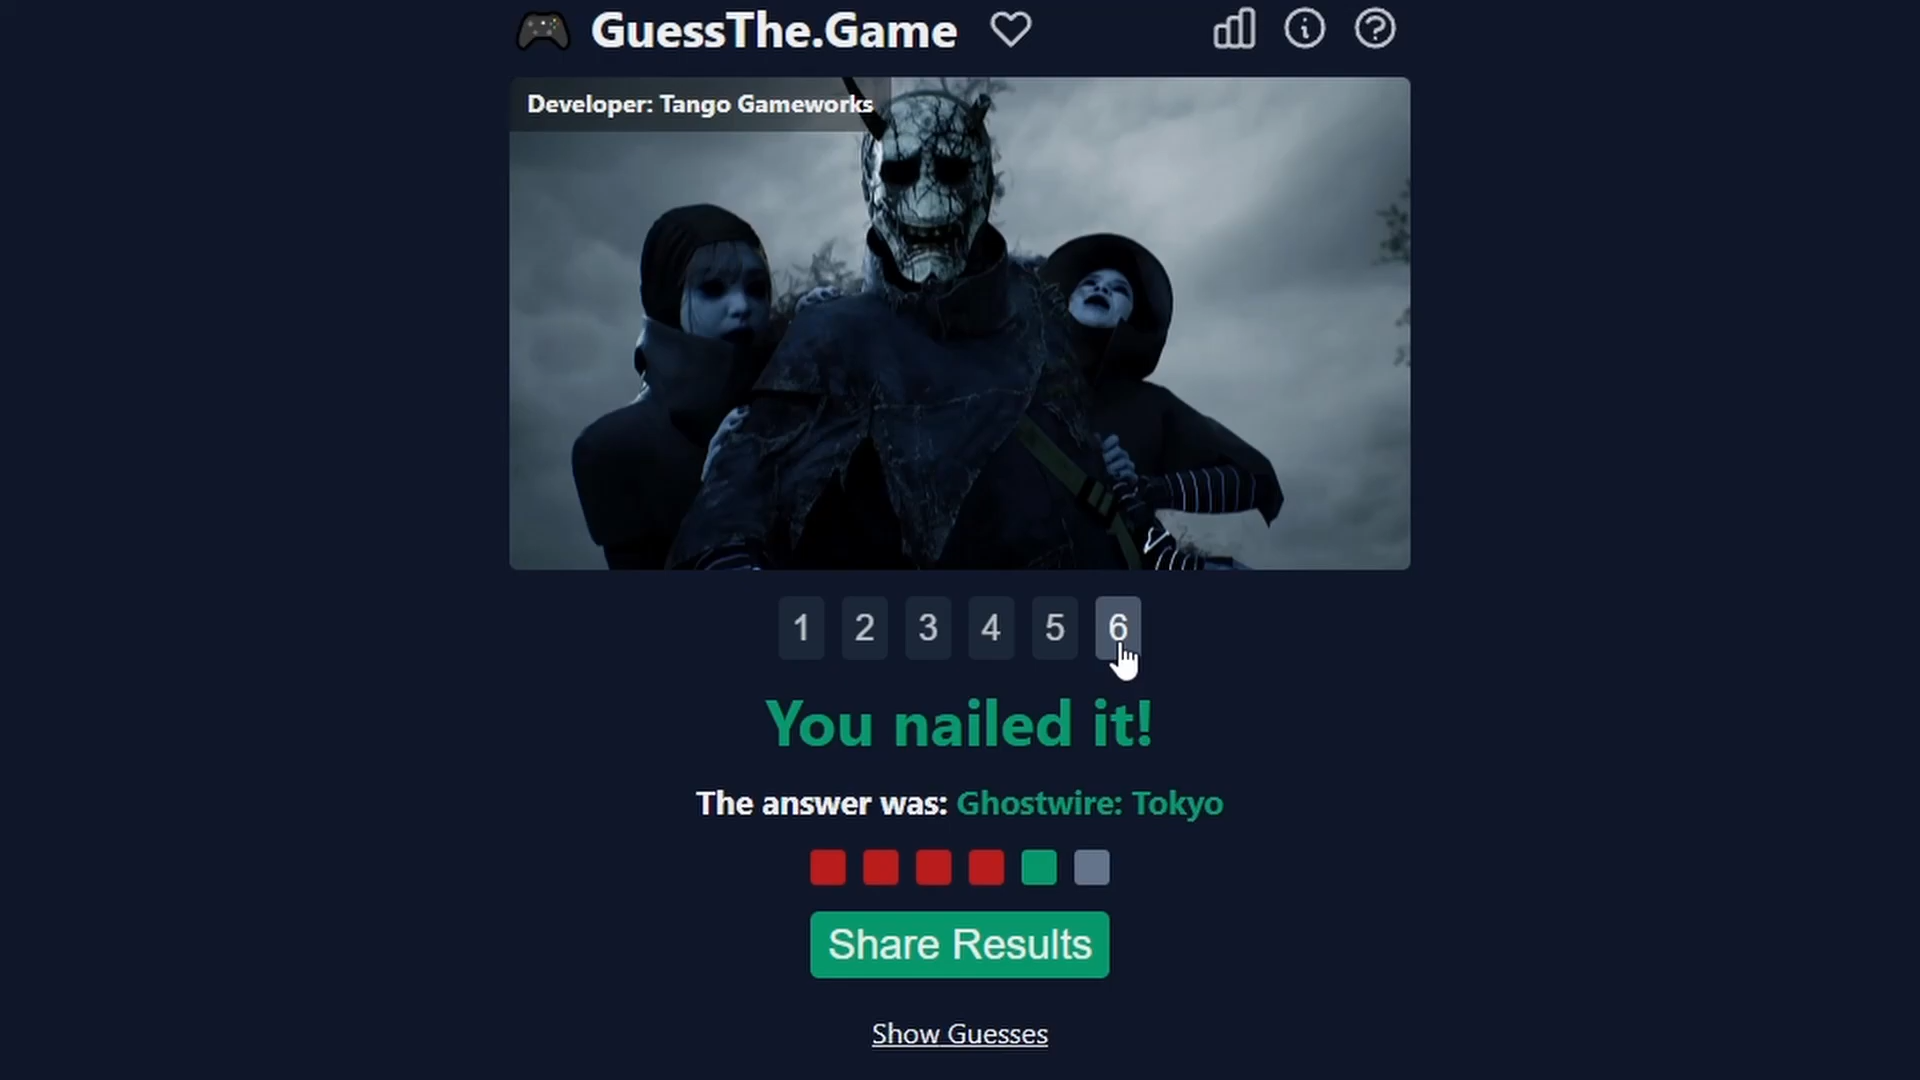 GuessThe.Game
Developer: Tango Gameworks
1 2 3 4 5 6
You nailed it!
The answer was: Ghostwire: Tokyo
Share Results
Show Guesses